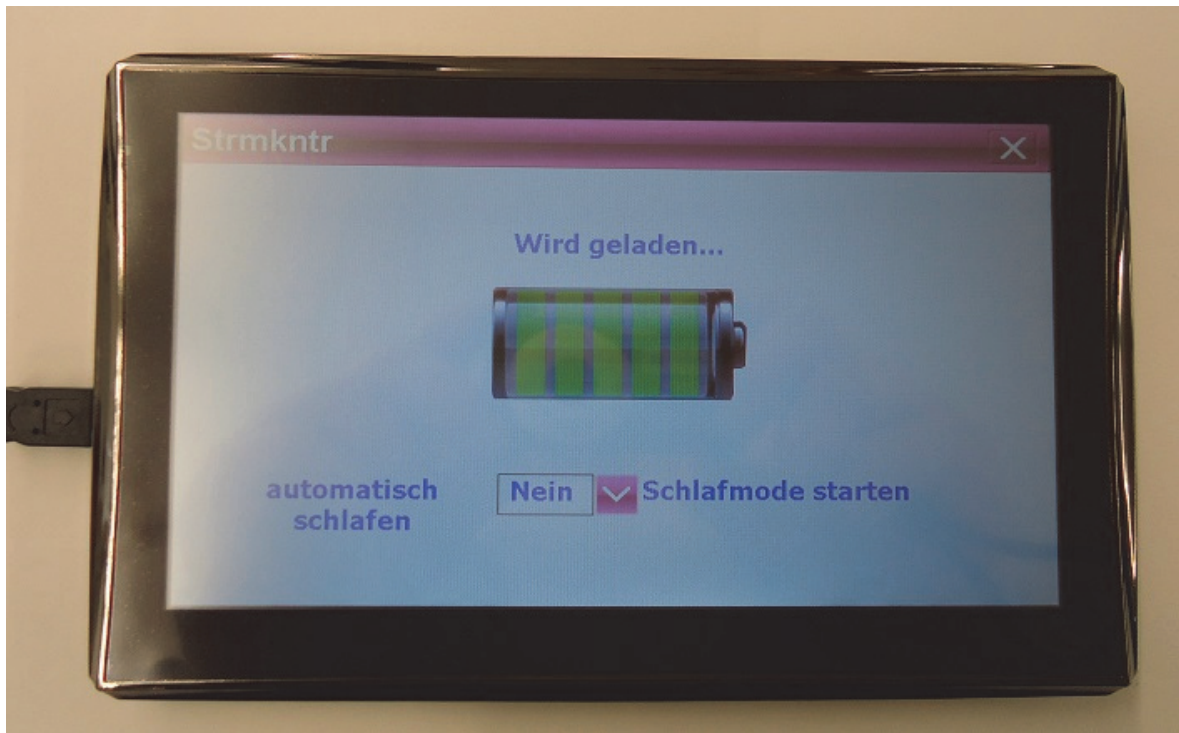 Strmkntr
Wird geladen...
automatisch
schlafen
Nein
Schlafmode starten